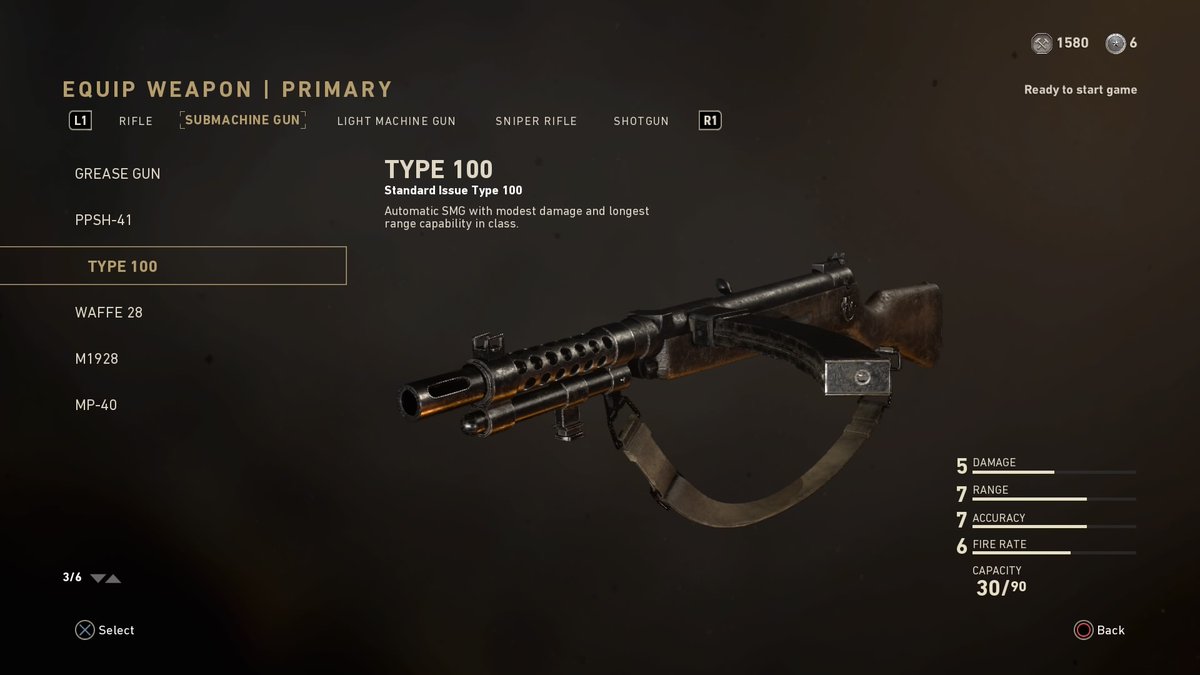 1580
6
EQUIP WEAPON | PRIMARY
Ready to start game
L1
RIFLE
SUBMACHINE GUN
LIGHT MACHINE GUN
SNIPER RIFLE
SHOTGUN
R1
GREASE GUN
PPSH-41
TYPE 100
WAFFE 28
M1928
MP-40
TYPE 100
Standard Issue Type 100
Automatic SMG with modest damage and longest
range capability in class.
5 DAMAGE
7 RANGE
7 ACCURACY
6 FIRE RATE
CAPACITY
30/90
3/6
Select
Back